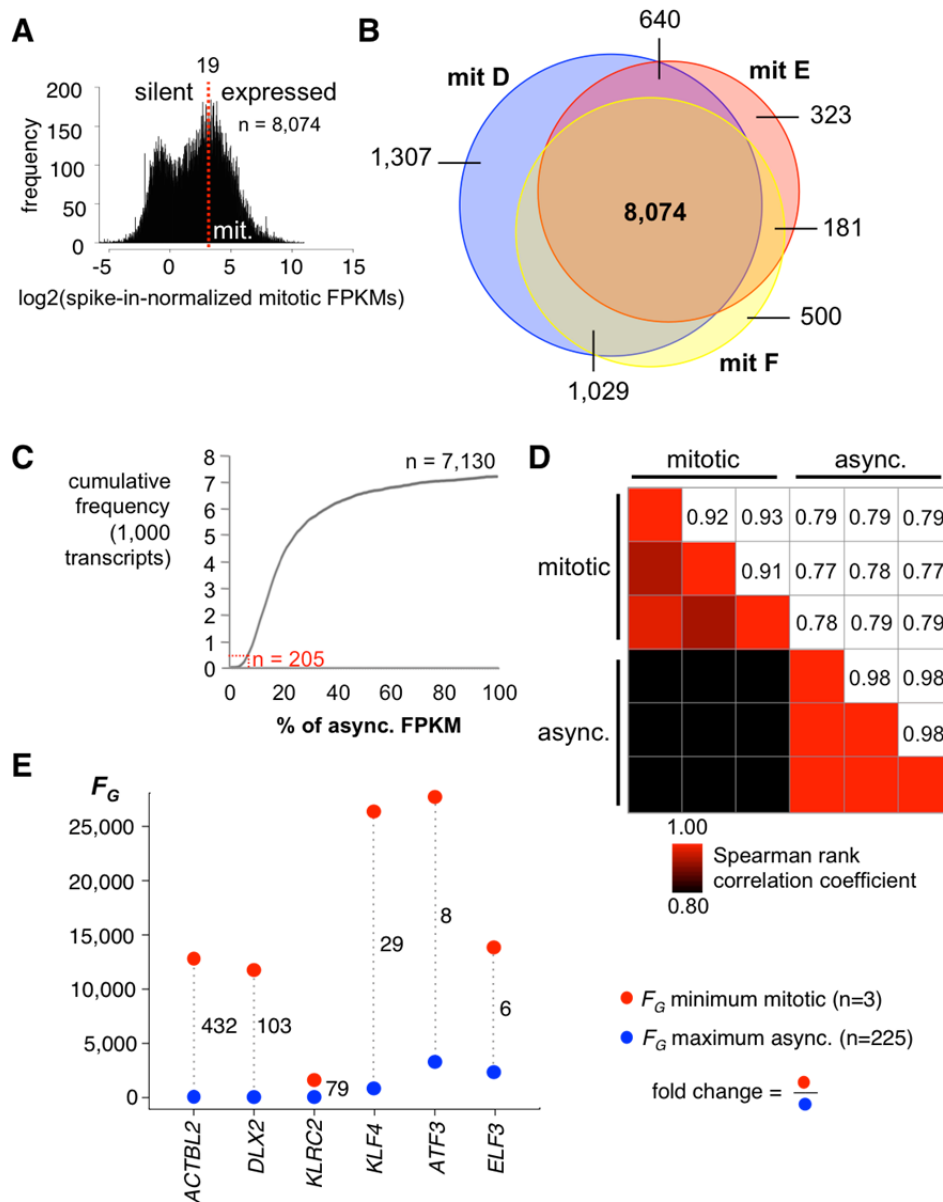 A
19
silent
expressed
n = 8,074
200
150
100
50
0
frequency
mit.
-5
0
5
10
15
log2(spike-in-normalized mitotic FPKMs)
B
640
mit D
mit E
323
1,307
8,074
181
500
mit F
1,029
C
cumulative
frequency
(1,000
transcripts)
8
7
6
5
4
3
2
1
0
n = 7,130
n = 205
0
20
40
60
80
100
% of async. FPKM
D
mitotic
async.
mitotic
0.92
0.93
0.79
0.79
0.79
0.91
0.77
0.78
0.77
0.78
0.79
0.79
async.
0.98
0.98
0.98
1.00
Spearman rank
correlation coefficient
0.80
E
FG
25,000
20,000
15,000
10,000
5,000
0
432
103
79
29
8
6
ACTBL2
DLX2
KLRC2
KLF4
ATF3
ELF3
FG minimum mitotic (n=3)
FG maximum async. (n=225)
fold change =